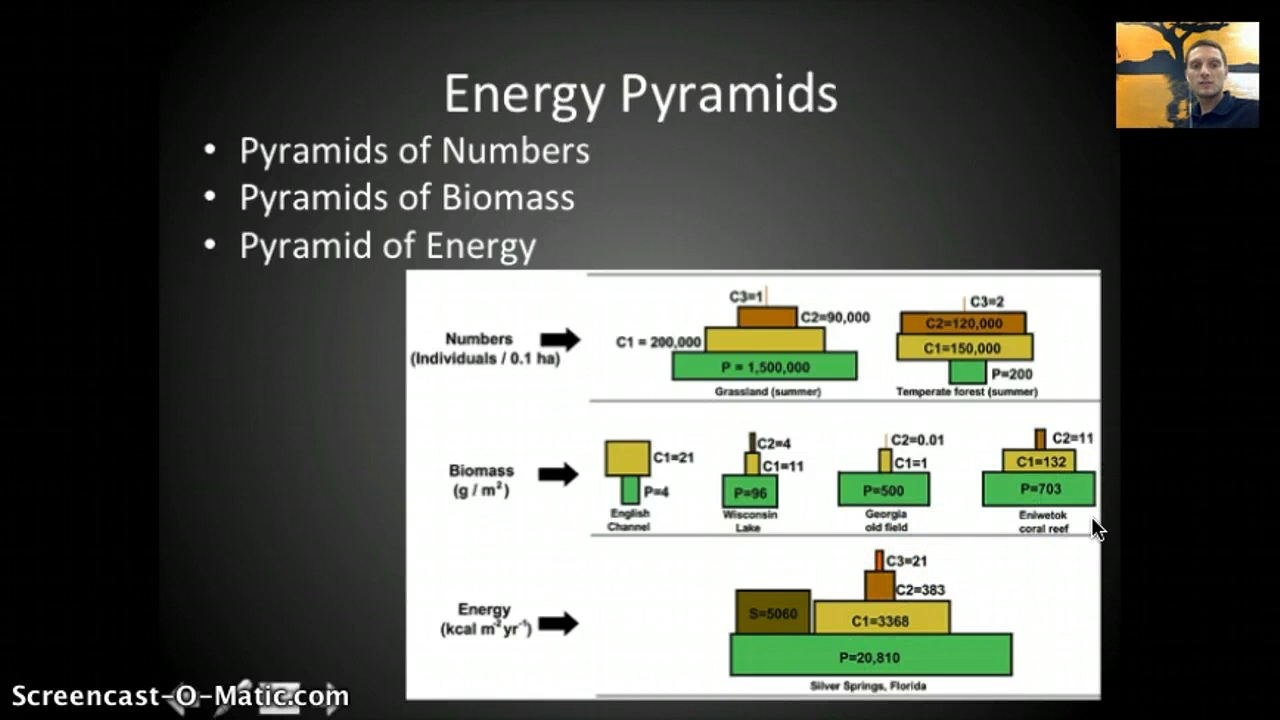 Energy Pyramids
• Pyramids of Numbers
• Pyramids of Biomass
• Pyramid of Energy
Numbers
(Individuals / 0.1 ha)
C3=1
C2=90,000
C1 = 200,000
P = 1,500,000
Grassland (summer)
C3=2
C2=120,000
C1=150,000
P=200
Temperate forest (summer)
Biomass
(g / m²)
C1=21
P=4
English
Channel
C2=4
C1=11
P=96
Wisconsin
Lake
C2=0.01
C1=1
P=500
Georgia
old field
C2=11
C1=132
P=703
Eniwetok
coral reef
Energy
(kcal m⁻² yr⁻¹)
C3=21
C2=383
S=5060
C1=3368
P=20,810
Silver Springs, Florida
Screencast-O-Matic.com